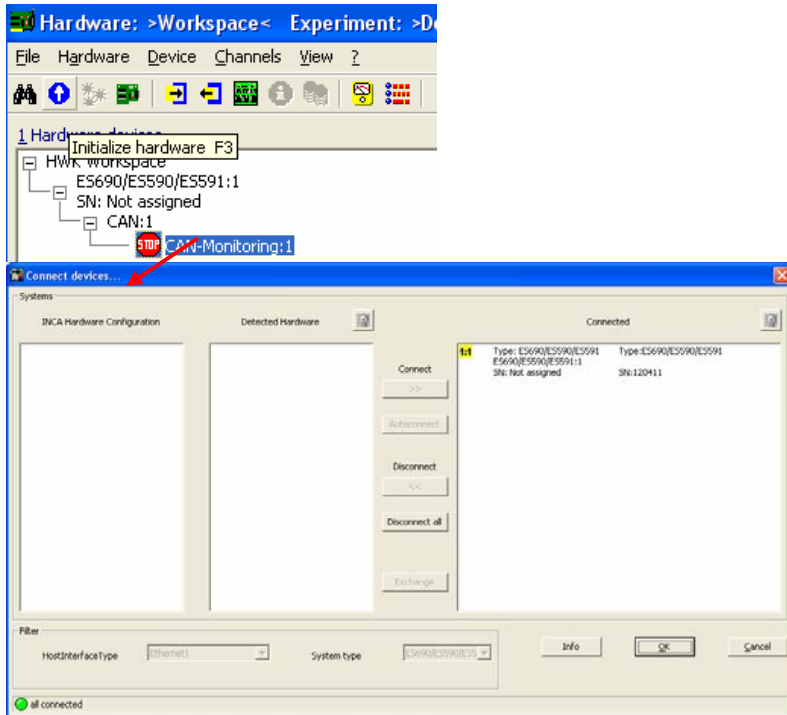 Hardware: >Workspace< Experiment: >De
File Hardware Device Channels View ?
1 Hardware devices
Initialize hardware F3
HWK Workspace
ES690/ES590/ES591:1
SN: Not assigned
CAN:1
STOP CAN-Monitoring:1
Connect devices...
Systems
INCA Hardware Configuration Detected Hardware Connected
1:1 Type: ES690/ES590/ES591 Type:ES690/ES590/ES591
ES690/ES590/ES591:1
SN: Not assigned SN:120411
Connect
>>
Autoconnect
Disconnect
<<
Disconnect all
Exchange
Filter
HostInterfaceType Ethernet1 System type ES690/ES590/ES5
Info OK Cancel
all connected